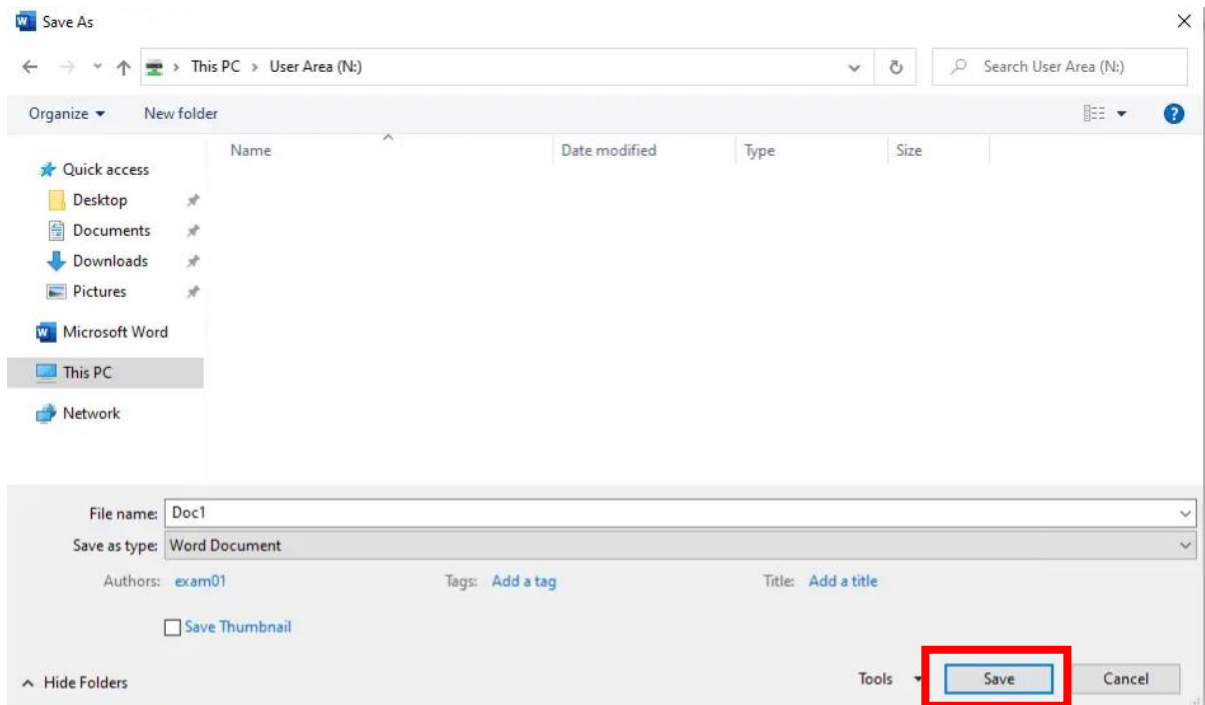 Save As
This PC > User Area (N:)
Search User Area (N:)
Organize New folder
Name Date modified Type Size
Quick access
Desktop
Documents
Downloads
Pictures
Microsoft Word
This PC
Network
File name: Doc1
Save as type: Word Document
Authors: exam01 Tags: Add a tag Title: Add a title
Save Thumbnail
Hide Folders Tools Save Cancel